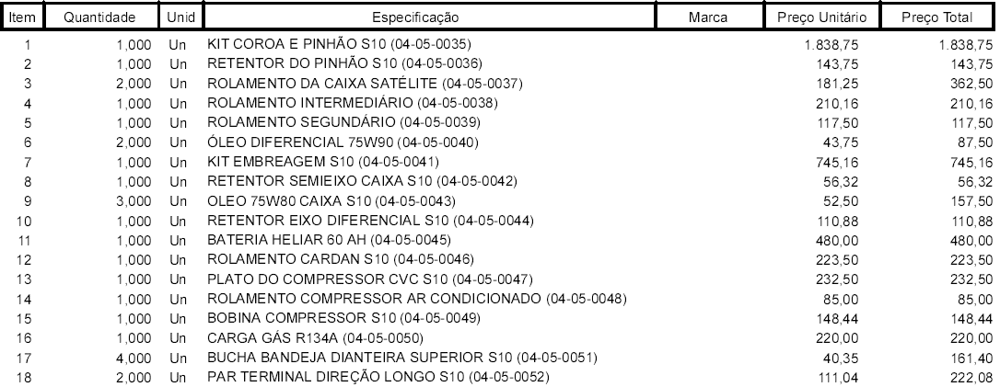 Item Quantidade Unid Especificação Marca Preço Unitário Preço Total
1 1,000 Un KIT COROA E PINHÃO S10 (04-05-0035) 1.838,75 1.838,75
2 1,000 Un RETENTOR DO PINHÃO S10 (04-05-0036) 143,75 143,75
3 2,000 Un ROLAMENTO DA CAIXA SATÉLITE (04-05-0037) 181,25 362,50
4 1,000 Un ROLAMENTO INTERMEDIÁRIO (04-05-0038) 210,16 210,16
5 1,000 Un ROLAMENTO SEGUNDÁRIO (04-05-0039) 117,50 117,50
6 2,000 Un ÓLEO DIFERENCIAL 75W90 (04-05-0040) 43,75 87,50
7 1,000 Un KIT EMBREAGEM S10 (04-05-0041) 745,16 745,16
8 1,000 Un RETENTOR SEMIEIXO CAIXA S10 (04-05-0042) 56,32 56,32
9 3,000 Un OLEO 75W80 CAIXA S10 (04-05-0043) 52,50 157,50
10 1,000 Un RETENTOR EIXO DIFERENCIAL S10 (04-05-0044) 110,88 110,88
11 1,000 Un BATERIA HELIAR 60 AH (04-05-0045) 480,00 480,00
12 1,000 Un ROLAMENTO CARDAN S10 (04-05-0046) 223,50 223,50
13 1,000 Un PLATO DO COMPRESSOR CVC S10 (04-05-0047) 232,50 232,50
14 1,000 Un ROLAMENTO COMPRESSOR AR CONDICIONADO (04-05-0048) 85,00 85,00
15 1,000 Un BOBINA COMPRESSOR S10 (04-05-0049) 148,44 148,44
16 1,000 Un CARGA GÁS R134A (04-05-0050) 220,00 220,00
17 4,000 Un BUCHA BANDEJA DIANTEIRA SUPERIOR S10 (04-05-0051) 40,35 161,40
18 2,000 Un PAR TERMINAL DIREÇÃO LONGO S10 (04-05-0052) 111,04 222,08